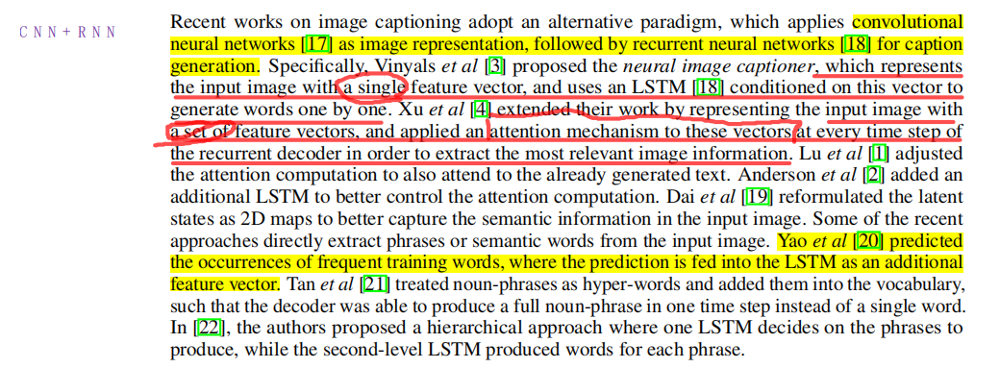 CNN+RNN
Recent works on image captioning adopt an alternative paradigm, which applies convolutional
neural networks [17] as image representation, followed by recurrent neural networks [18] for caption
generation. Specifically, Vinyals et al [3] proposed the neural image captioner, which represents
the input image with a single feature vector, and uses an LSTM [18] conditioned on this vector to
generate words one by one. Xu et al [4] extended their work by representing the input image with
a set of feature vectors, and applied an attention mechanism to these vectors at every time step of
the recurrent decoder in order to extract the most relevant image information. Lu et al [1] adjusted
the attention computation to also attend to the already generated text. Anderson et al [2] added an
additional LSTM to better control the attention computation. Dai et al [19] reformulated the latent
states as 2D maps to better capture the semantic information in the input image. Some of the recent
approaches directly extract phrases or semantic words from the input image. Yao et al [20] predicted
the occurrences of frequent training words, where the prediction is fed into the LSTM as an additional
feature vector. Tan et al [21] treated noun-phrases as hyper-words and added them into the vocabulary,
such that the decoder was able to produce a full noun-phrase in one time step instead of a single word.
In [22], the authors proposed a hierarchical approach where one LSTM decides on the phrases to
produce, while the second-level LSTM produced words for each phrase.